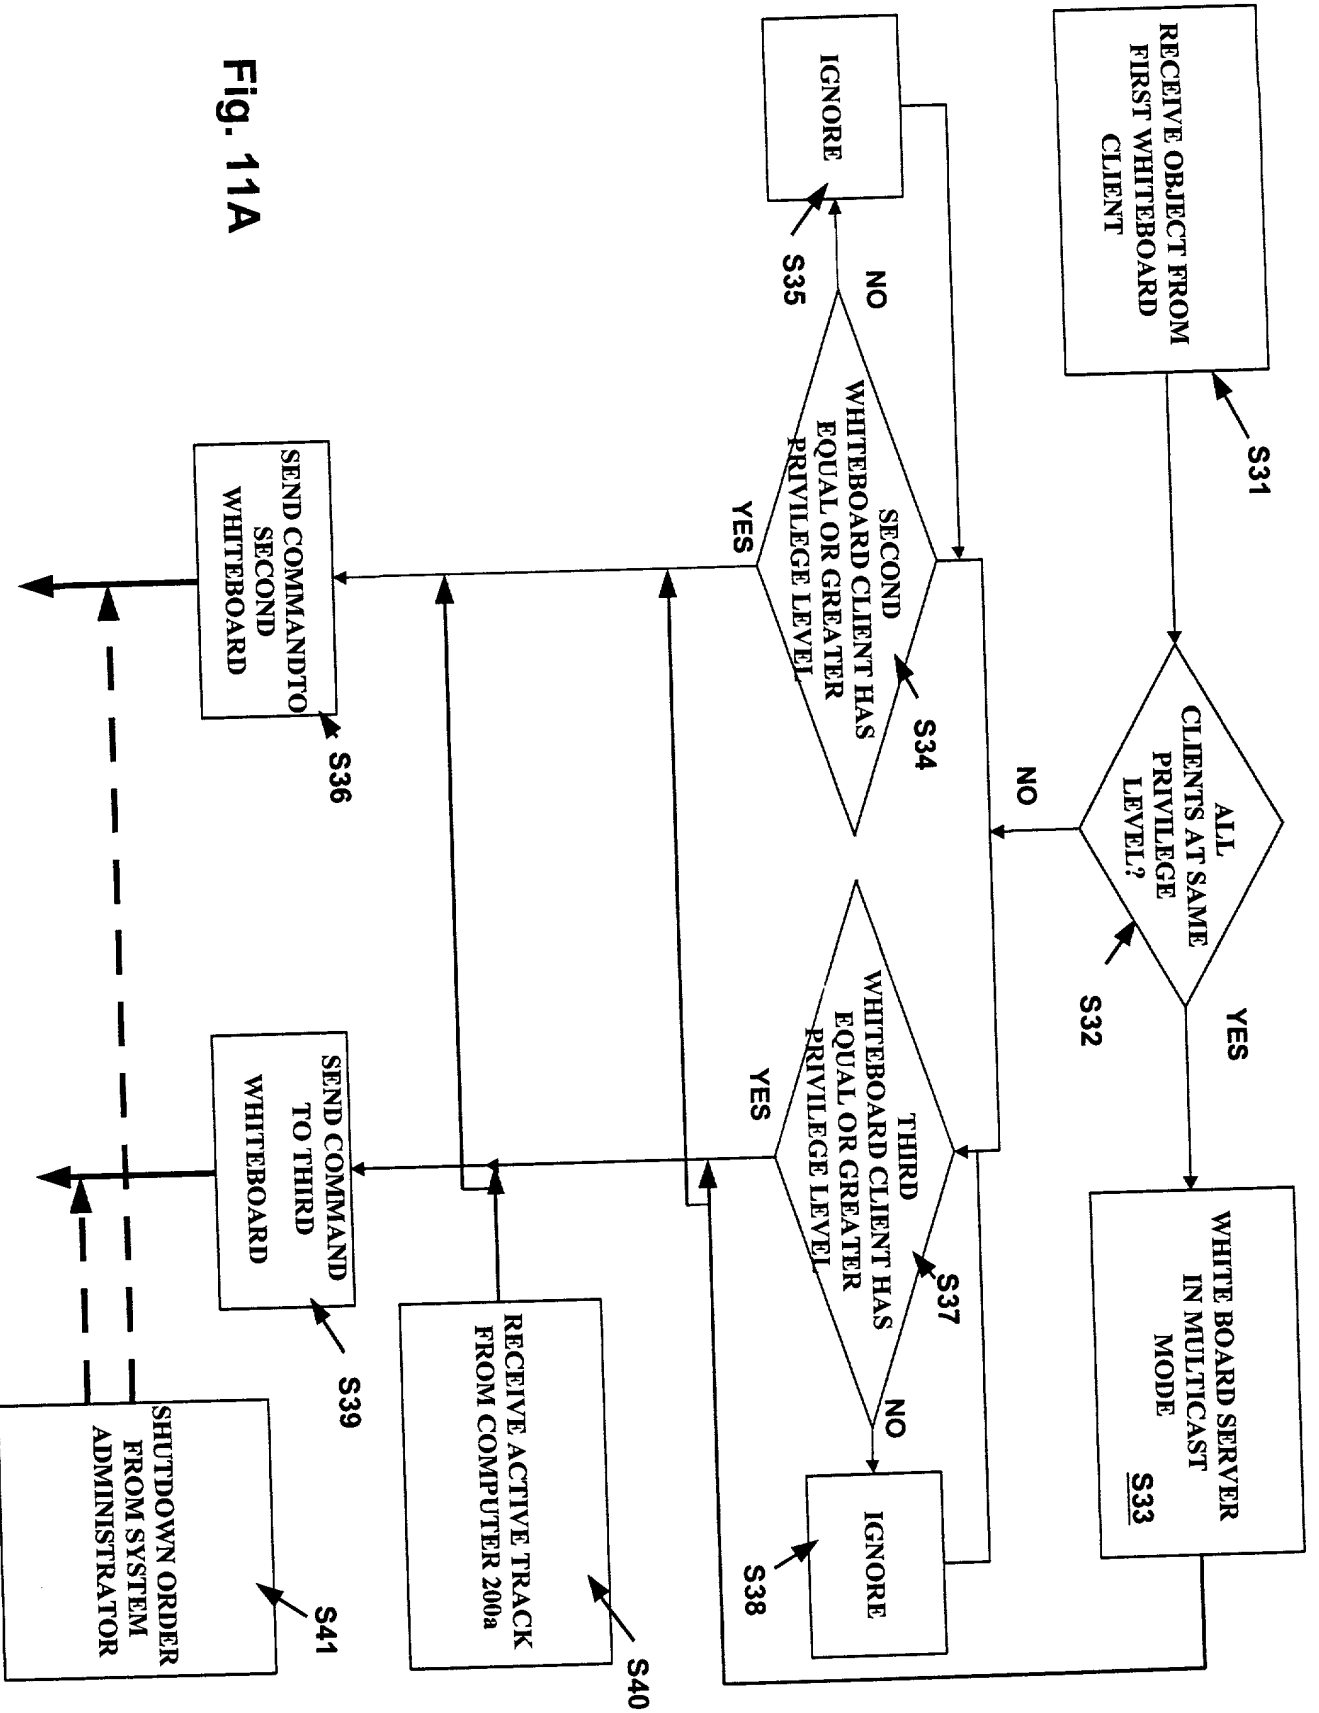 RECEIVE OBJECT FROM
FIRST WHITEBOARD
CLIENT
S31
ALL
CLIENTS AT SAME
PRIVILEGE
LEVEL?
S32
YES
NO
WHITE BOARD SERVER
IN MULTICAST
MODE
S33
IGNORE
S35
NO
SECOND
WHITEBOARD CLIENT HAS
EQUAL OR GREATER
PRIVILEGE LEVEL
S34
YES
THIRD
WHITEBOARD CLIENT HAS
EQUAL OR GREATER
PRIVILEGE LEVEL
S37
YES
NO
IGNORE
S38
RECEIVE ACTIVE TRACK
FROM COMPUTER 200a
S40
SEND COMMANDTO
SECOND
WHITEBOARD
S36
SEND COMMAND
TO THIRD
WHITEBOARD
S39
SHUTDOWN ORDER
FROM SYSTEM
ADMINISTRATOR
S41
Fig. 11A